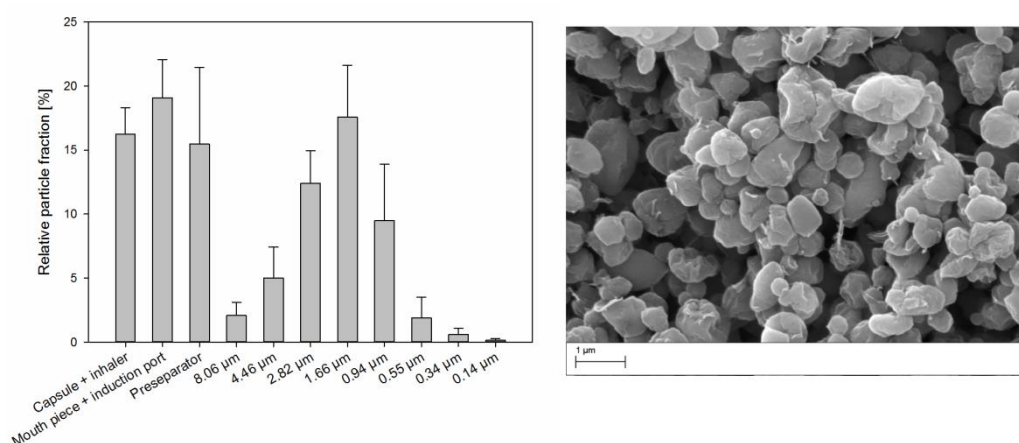 Relative particle fraction [%]
25
20
15
10
5
0
Capsule + inhaler
Mouth piece + induction port
Preseparator
8.06 µm
4.46 µm
2.82 µm
1.66 µm
0.94 µm
0.55 µm
0.34 µm
0.14 µm
1 µm